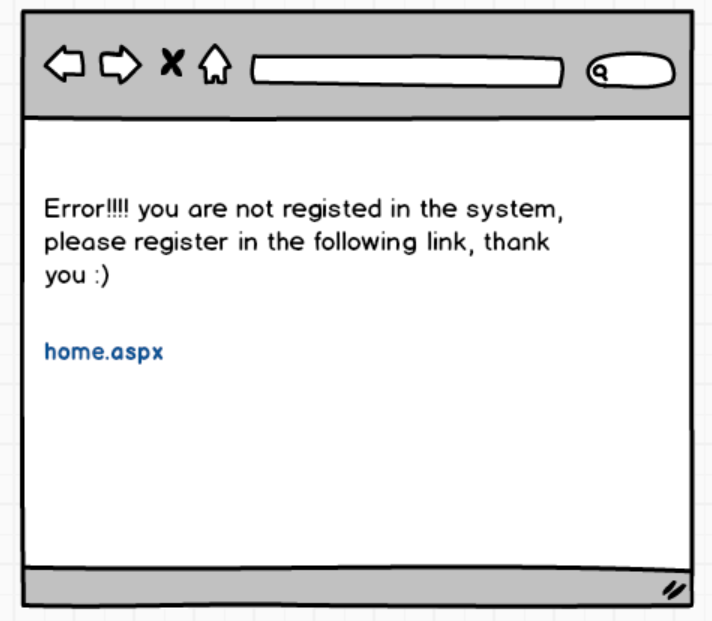 Error!!!! you are not registed in the system,
please register in the following link, thank
you :)
home.aspx